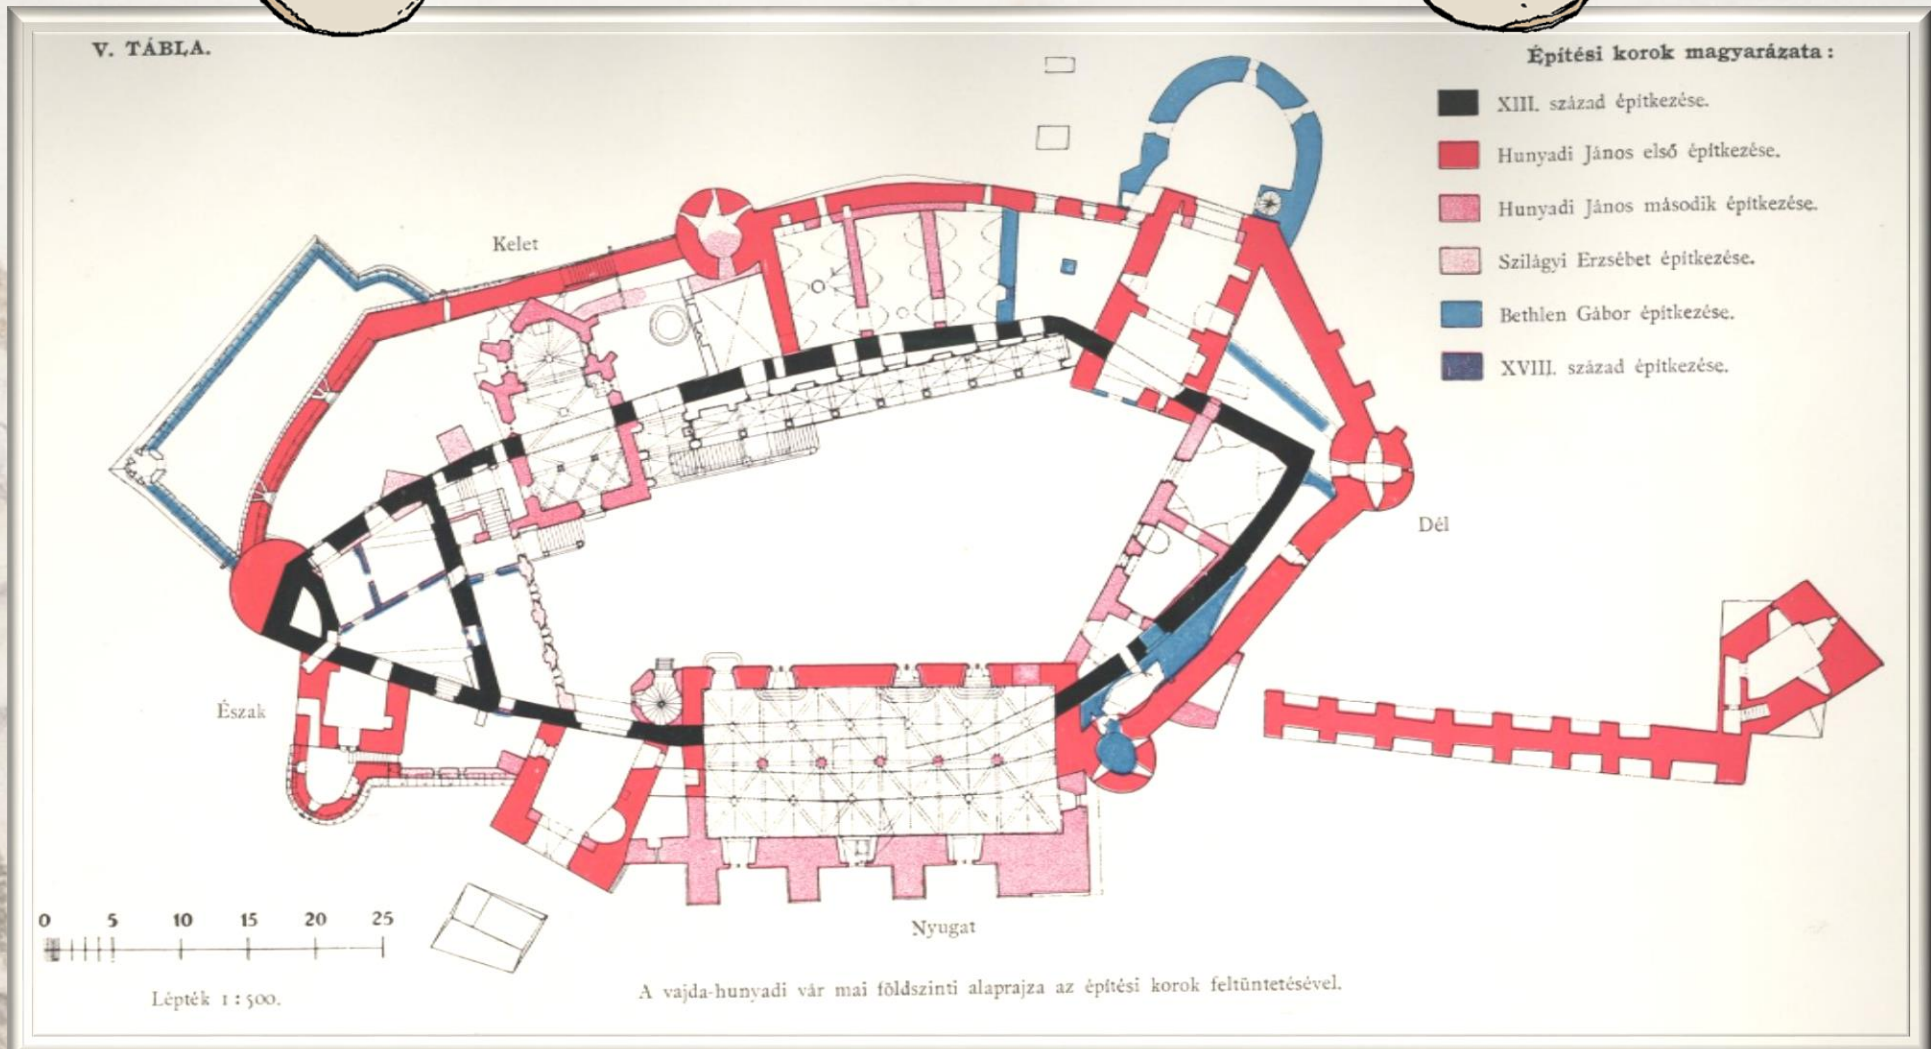 V. TÁBLA.
Építési korok magyarázata :
XIII. század építkezése.
Hunyadi János első építkezése.
Hunyadi János második építkezése.
Szilágyi Erzsébet építkezése.
Bethlen Gábor építkezése.
XVIII. század építkezése.
Kelet
Dél
Észak
Nyugat
0 5 10 15 20 25
Lépték 1 : 500.
A vajda-hunyadi vár mai földszinti alaprajza az építési korok feltüntetésével.